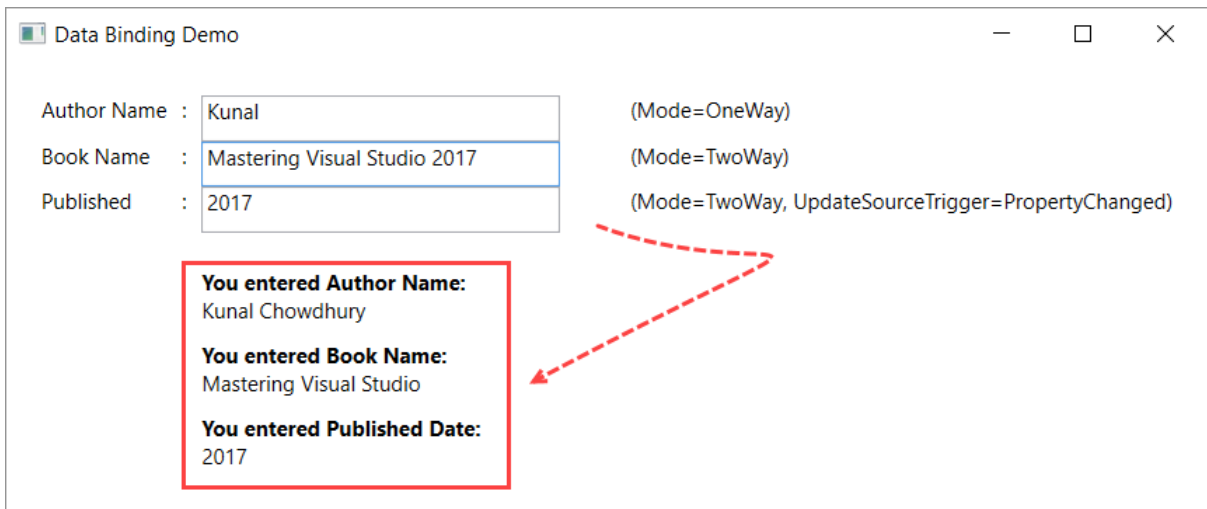 Data Binding Demo
Author Name : Kunal (Mode=OneWay)
Book Name : Mastering Visual Studio 2017 (Mode=TwoWay)
Published : 2017 (Mode=TwoWay, UpdateSourceTrigger=PropertyChanged)
You entered Author Name:
Kunal Chowdhury
You entered Book Name:
Mastering Visual Studio
You entered Published Date:
2017